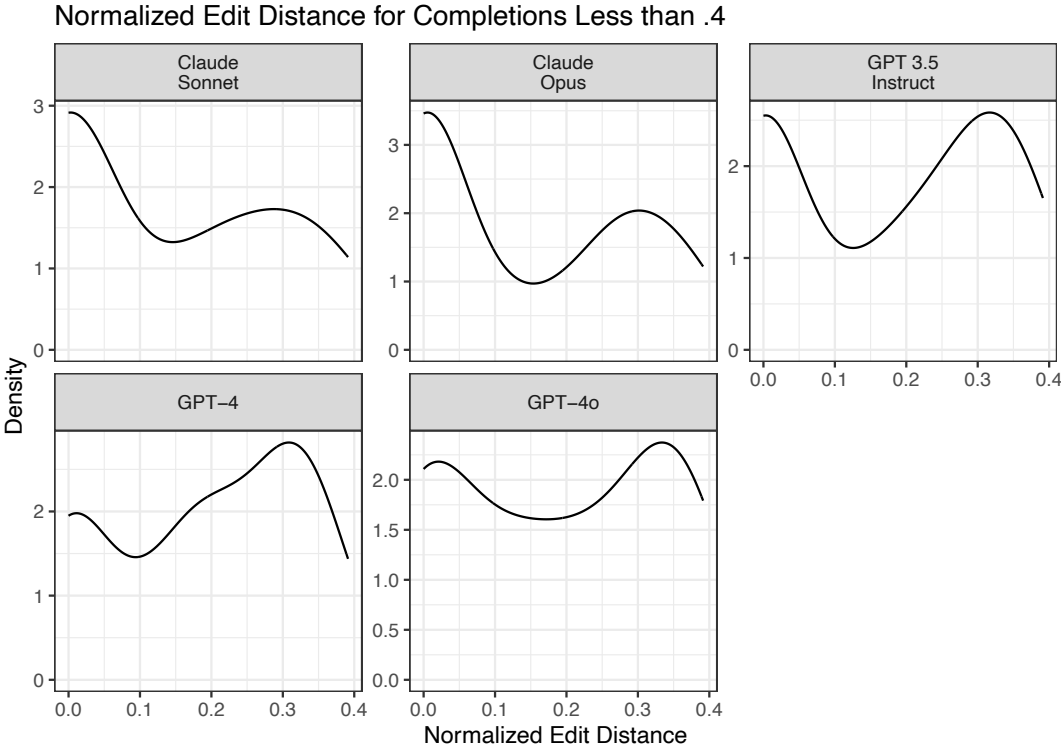 Normalized Edit Distance for Completions Less than .4
Claude
Sonnet
Claude
Opus
GPT 3.5
Instruct
3
2
1
0
3
2
1
0
2
1
0
0.0 0.1 0.2 0.3 0.4
Density
GPT−4
GPT−4o
2
1
0
2.0
1.5
1.0
0.5
0.0
0.0 0.1 0.2 0.3 0.4
0.0 0.1 0.2 0.3 0.4
Normalized Edit Distance